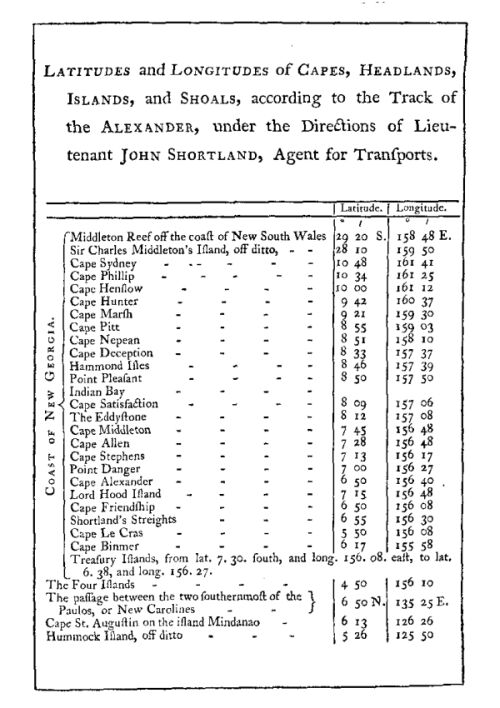 LATITUDES and LONGITUDES of CAPES, HEADLANDS,
ISLANDS, and SHOALS, according to the Track of
the ALEXANDER, under the Directions of Lieu-
tenant JOHN SHORTLAND, Agent for Tranſports.
Latitude. Longitude.
° ʹ ° ʹ
COAST OF NEW GEORGIA.
Middleton Reef off the coaſt of New South Wales 29 20 S. 158 48 E.
Sir Charles Middleton's Iſland, off ditto, - - 28 10 159 50
Cape Sydney - - - - - 10 48 161 41
Cape Phillip - - - - 10 34 161 25
Cape Henſlow - - - - 10 00 161 12
Cape Hunter - - - - 9 42 160 37
Cape Marſh - - - - 9 21 159 30
Cape Pitt - - - - 8 55 159 03
Cape Nepean - - - - 8 51 158 10
Cape Deception - - - - 8 33 157 37
Hammond Iſles - - - - 8 46 157 39
Point Pleaſant - - - - 8 50 157 50
Indian Bay - - - -
Cape Satisfaction - - - - 8 09 157 06
The Eddyſtone - - - - 8 12 157 08
Cape Middleton - - - - 7 45 156 48
Cape Allen - - - - 7 28 156 48
Cape Stephens - - - - 7 13 156 17
Point Danger - - - - 7 00 156 27
Cape Alexander - - - - 6 50 156 40
Lord Hood Iſland - - - - 7 15 156 48
Cape Friendſhip - - - - 6 50 156 08
Shortland's Streights - - - 6 55 156 30
Cape Le Cras - - - - 5 50 156 08
Cape Binmer - - - - 6 17 155 58
Treaſury Iſlands, from lat. 7. 30. ſouth, and long. 156. 08. eaſt, to lat.
6. 38, and long. 156. 27.
The Four Iſlands - - - - 4 50 156 10
The paſſage between the two ſouthernmoſt of the
Paulos, or New Carolines - - 6 50 N. 135 25 E.
Cape St. Auguſtin on the iſland Mindanao - 6 13 126 26
Hummock Iſland, off ditto - - - 5 26 125 50